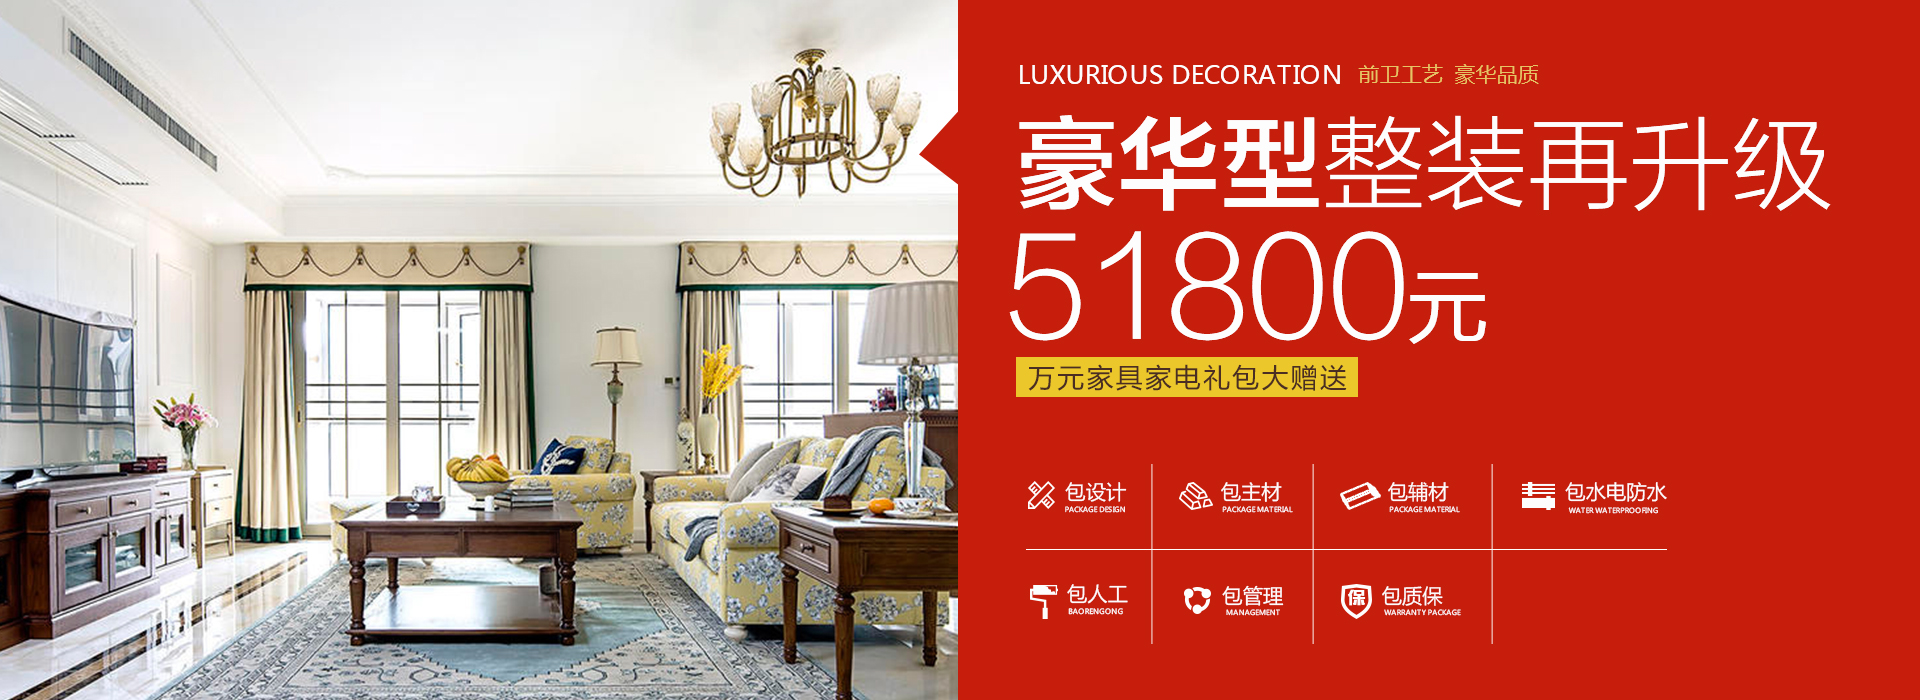 LUXURIOUS DECORATION 前卫工艺 豪华品质
豪华型整装再升级
51800元
万元家具家电礼包大赠送
包设计
PACKAGE DESIGN
包主材
PACKAGE MATERIAL
包辅材
PACKAGE MATERIAL
包水电防水
WATER WATERPROOFING
包人工
BAORENGONG
包管理
MANAGEMENT
保
包质保
WARRANTY PACKAGE